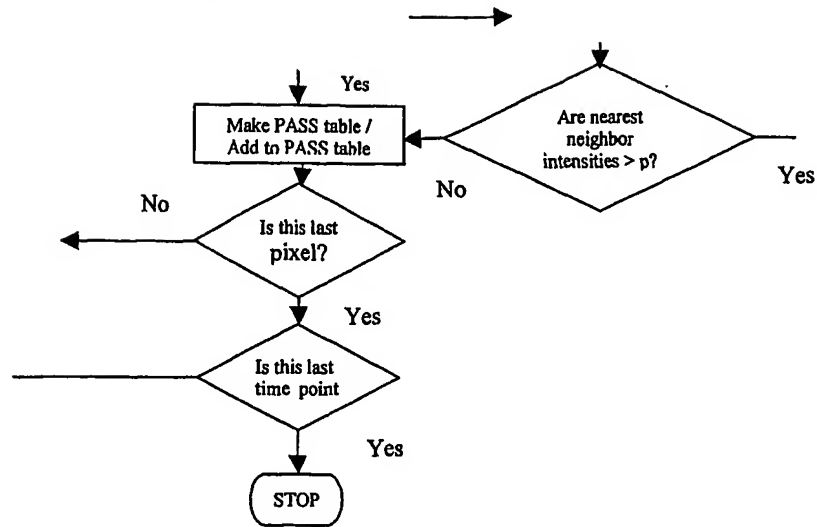 Yes
Make PASS table /
Add to PASS table
Are nearest
neighbor
intensities > p?
No
Yes
No
Is this last
pixel?
Yes
Is this last
time point
Yes
STOP